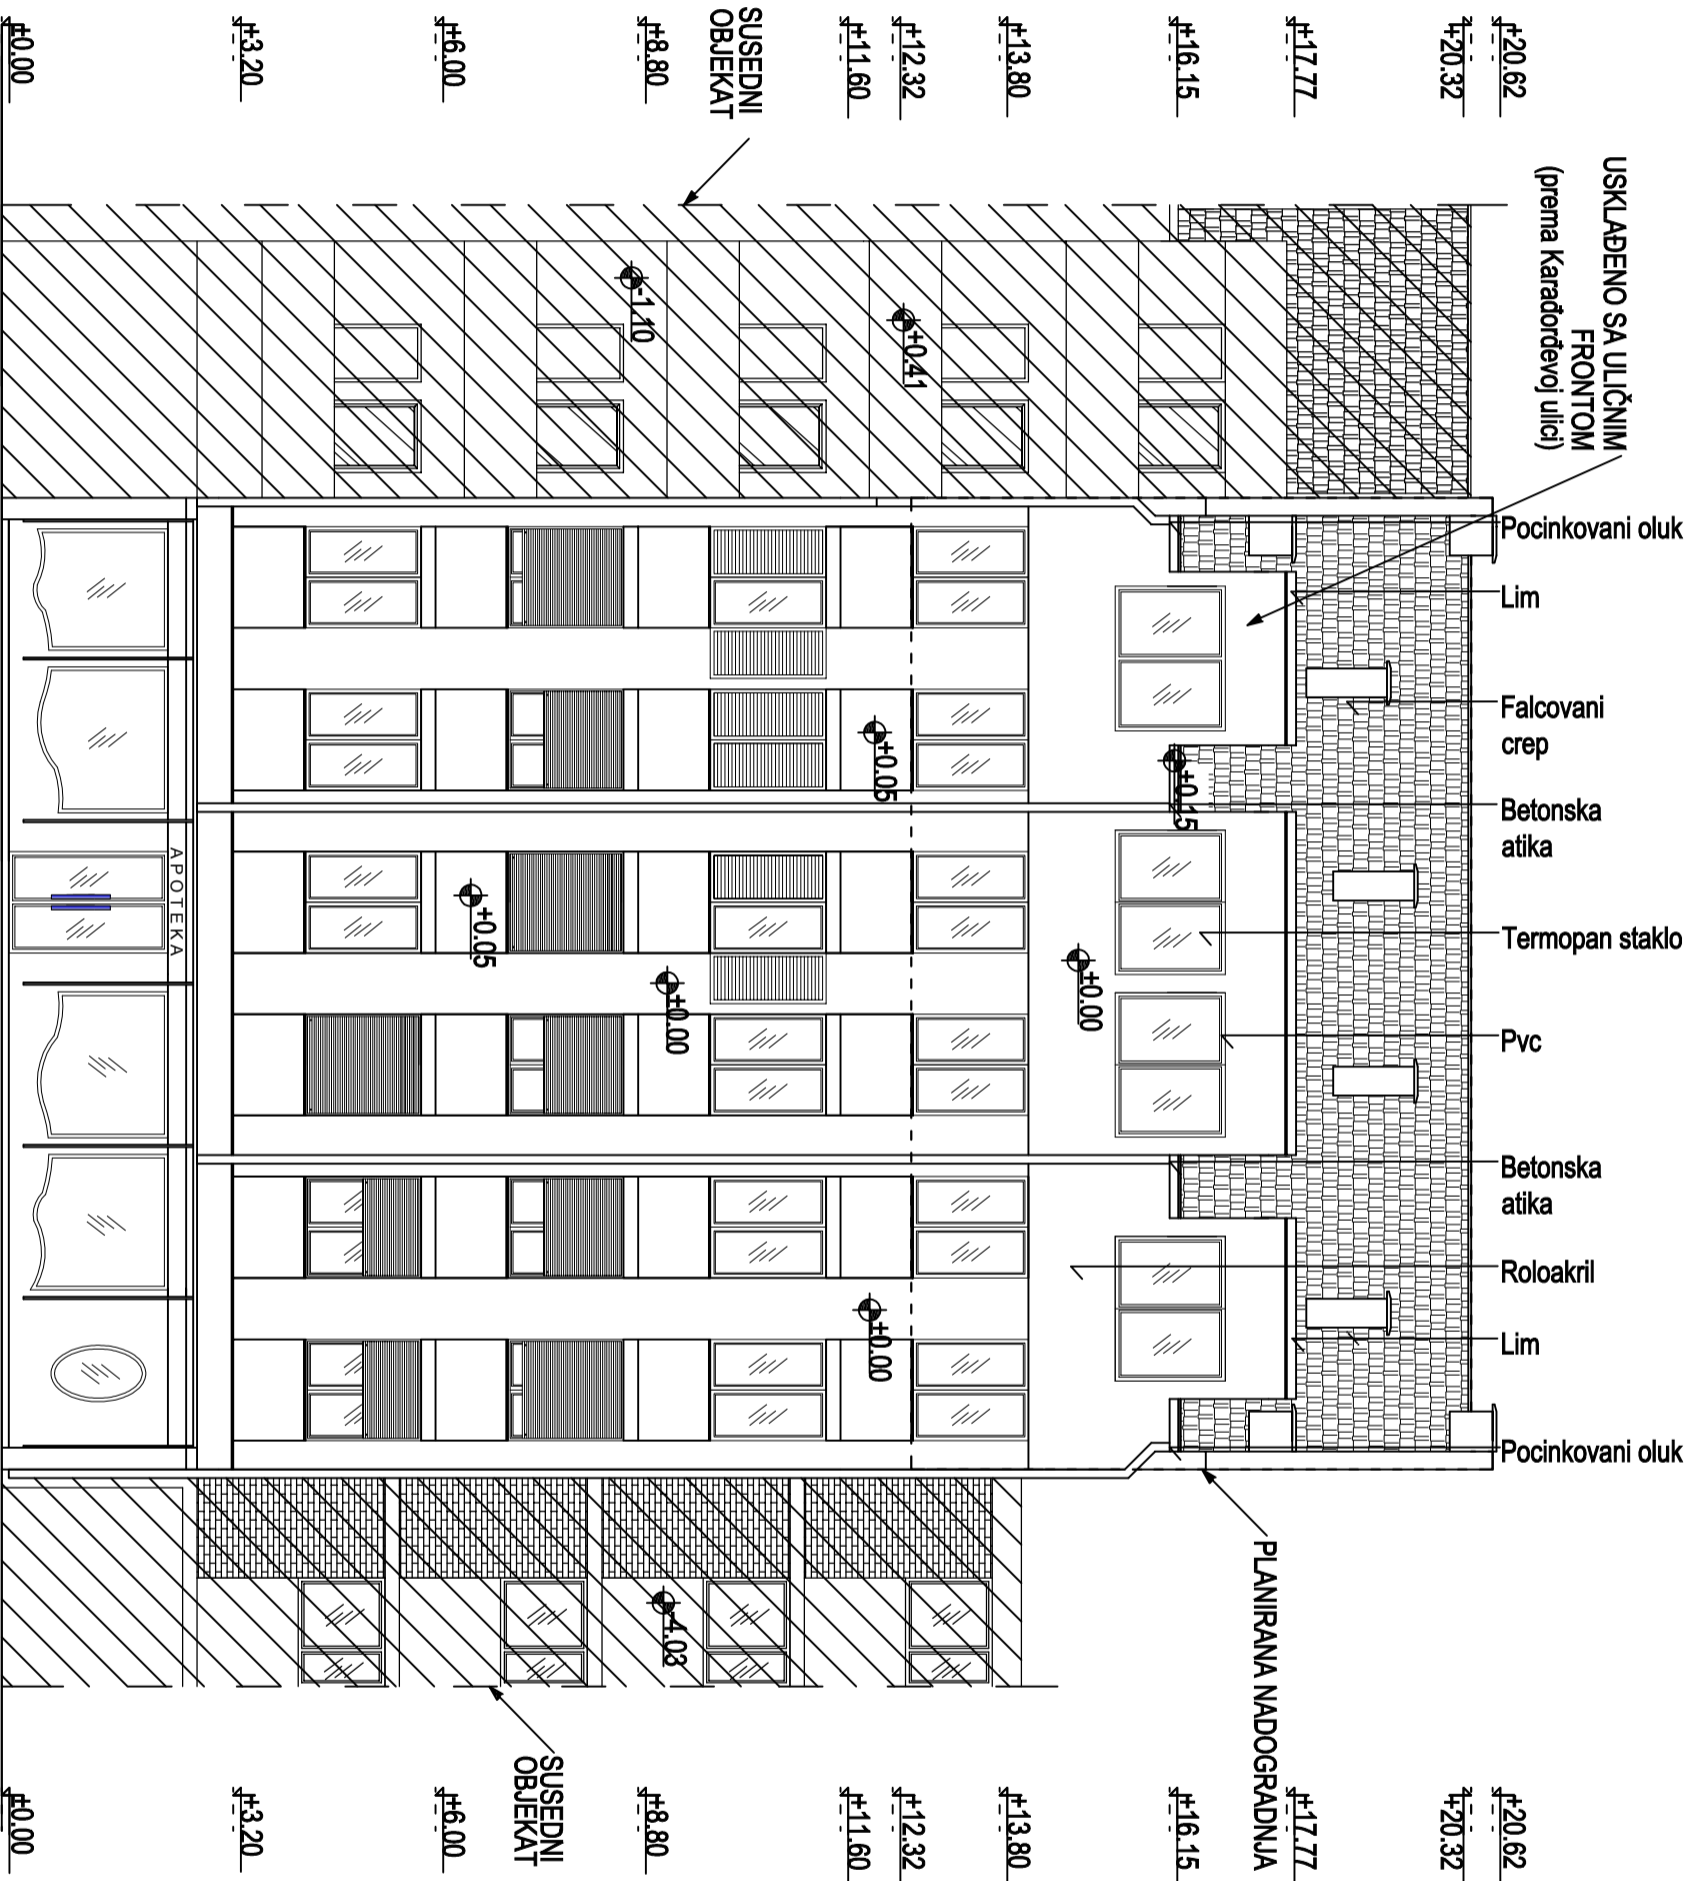 +20.62
+20.32
+17.77
+16.15
+13.80
+12.32
+11.60
+8.80
+6.00
+3.20
±0.00
SUSEDNI
OBJEKAT
USKLAĐENO SA ULIČNIM
FRONTOM
(prema Karađorđevoj ulici)
Pocinkovani oluk
Lim
Falcovani
crep
Betonska
atika
Termopan staklo
Pvc
Betonska
atika
Roloakril
Lim
Pocinkovani oluk
-1.10
+0.41
+0.05
+0.15
+0.05
±0.00
±0.00
±0.00
-4.03
APOTEKA
PLANIRANA NADOGRADNJA
SUSEDNI
OBJEKAT
+20.62
+20.32
+17.77
+16.15
+13.80
+12.32
+11.60
+8.80
+6.00
+3.20
±0.00